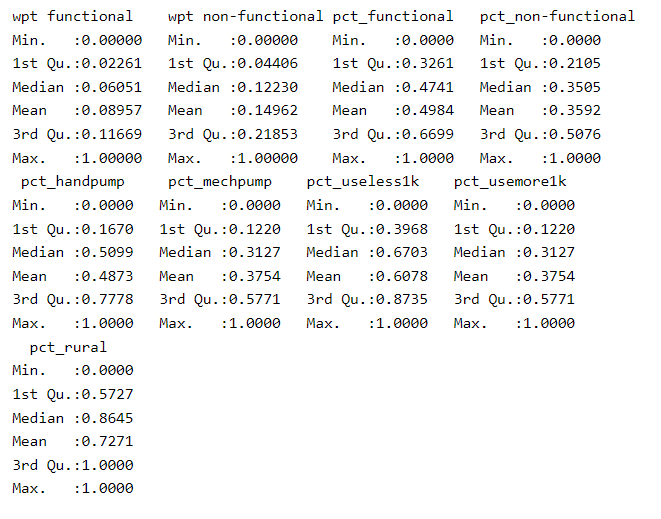 wpt functional wpt non-functional pct_functional pct_non-functional
Min. :0.00000 Min. :0.00000 Min. :0.0000 Min. :0.0000
1st Qu.:0.02261 1st Qu.:0.04406 1st Qu.:0.3261 1st Qu.:0.2105
Median :0.06051 Median :0.12230 Median :0.4741 Median :0.3505
Mean :0.08957 Mean :0.14962 Mean :0.4984 Mean :0.3592
3rd Qu.:0.11669 3rd Qu.:0.21853 3rd Qu.:0.6699 3rd Qu.:0.5076
Max. :1.00000 Max. :1.00000 Max. :1.0000 Max. :1.0000
pct_handpump pct_mechpump pct_useless1k pct_usemore1k
Min. :0.0000 Min. :0.0000 Min. :0.0000 Min. :0.0000
1st Qu.:0.1670 1st Qu.:0.1220 1st Qu.:0.3968 1st Qu.:0.1220
Median :0.5099 Median :0.3127 Median :0.6703 Median :0.3127
Mean :0.4873 Mean :0.3754 Mean :0.6078 Mean :0.3754
3rd Qu.:0.7778 3rd Qu.:0.5771 3rd Qu.:0.8735 3rd Qu.:0.5771
Max. :1.0000 Max. :1.0000 Max. :1.0000 Max. :1.0000
pct_rural
Min. :0.0000
1st Qu.:0.5727
Median :0.8645
Mean :0.7271
3rd Qu.:1.0000
Max. :1.0000